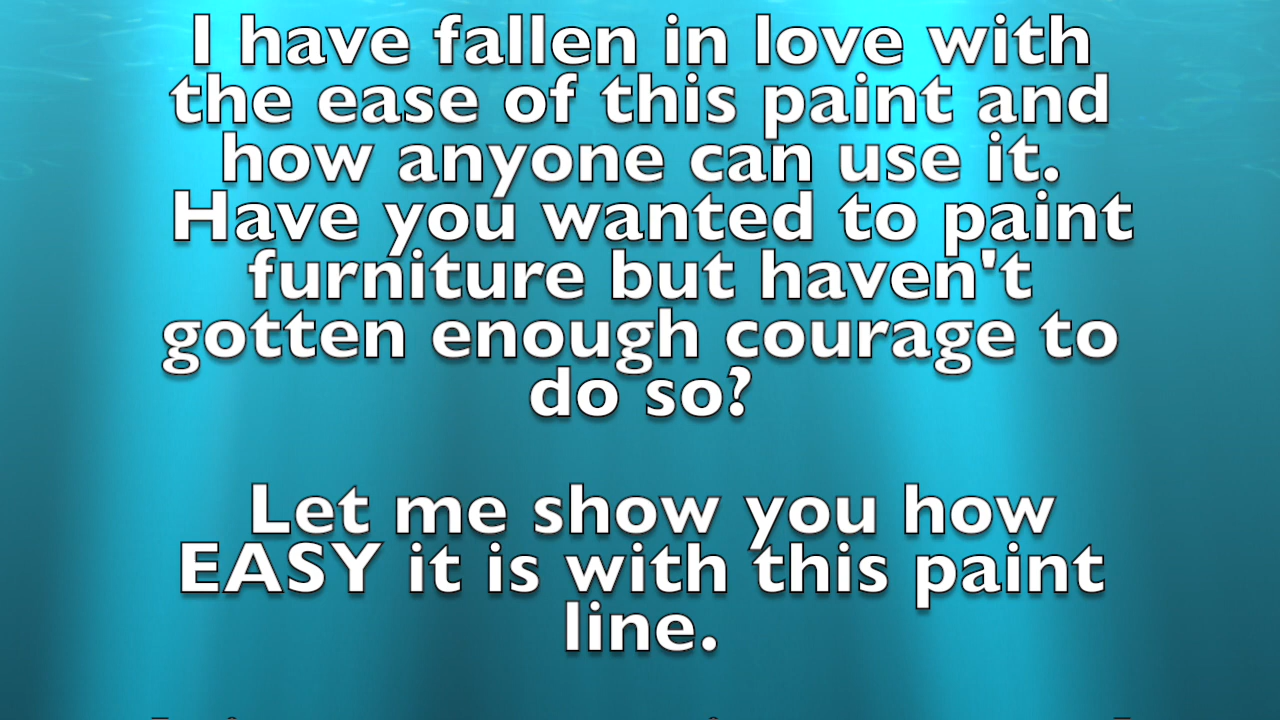 I have fallen in love with
the ease of this paint and
how anyone can use it.
Have you wanted to paint
furniture but haven't
gotten enough courage to
do so?
Let me show you how
EASY it is with this paint
line.